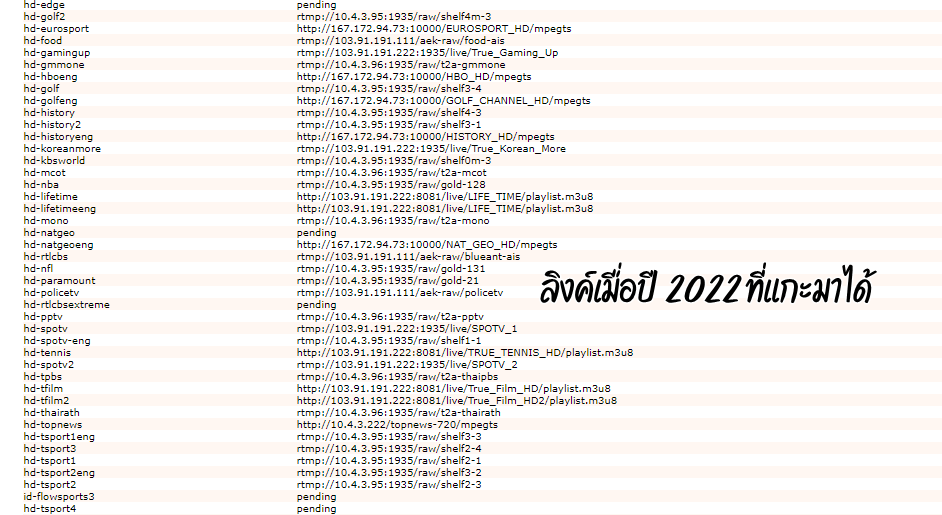 hd-edge pending
hd-golf2 rtmp://10.4.3.95:1935/raw/shelf4m-3
hd-eurosport http://167.172.94.73:10000/EUROSPORT_HD/mpegts
hd-food rtmp://103.91.191.111/aek-raw/food-ais
hd-gamingup rtmp://103.91.191.222:1935/live/True_Gaming_Up
hd-gmmone rtmp://10.4.3.96:1935/raw/t2a-gmmone
hd-hboeng http://167.172.94.73:10000/HBO_HD/mpegts
hd-golf rtmp://10.4.3.95:1935/raw/shelf3-4
hd-golfeng http://167.172.94.73:10000/GOLF_CHANNEL_HD/mpegts
hd-history rtmp://10.4.3.95:1935/raw/shelf4-3
hd-history2 rtmp://10.4.3.95:1935/raw/shelf3-1
hd-historyeng http://167.172.94.73:10000/HISTORY_HD/mpegts
hd-koreanmore rtmp://103.91.191.222:1935/live/True_Korean_More
hd-kbsworld rtmp://10.4.3.95:1935/raw/shelf0m-3
hd-mcot rtmp://10.4.3.96:1935/raw/t2a-mcot
hd-nba rtmp://10.4.3.95:1935/raw/gold-128
hd-lifetime http://103.91.191.222:8081/live/LIFE_TIME/playlist.m3u8
hd-lifetimeeng http://103.91.191.222:8081/live/LIFE_TIME/playlist.m3u8
hd-mono rtmp://10.4.3.96:1935/raw/t2a-mono
hd-natgeo pending
hd-natgeoeng http://167.172.94.73:10000/NAT_GEO_HD/mpegts
hd-rtlcbs rtmp://103.91.191.111/aek-raw/blueant-ais
hd-nfl rtmp://10.4.3.95:1935/raw/gold-131
hd-paramount rtmp://10.4.3.95:1935/raw/gold-21
hd-policetv rtmp://103.91.191.111/aek-raw/policetv
ลิงค์เมื่อปี 2022 ที่แกะมาได้
hd-rtlcbsextreme pending
hd-pptv rtmp://10.4.3.96:1935/raw/t2a-pptv
hd-spotv rtmp://103.91.191.222:1935/live/SPOTV_1
hd-spotv-eng rtmp://10.4.3.95:1935/raw/shelf1-1
hd-tennis http://103.91.191.222:8081/live/TRUE_TENNIS_HD/playlist.m3u8
hd-spotv2 rtmp://103.91.191.222:1935/live/SPOTV_2
hd-tpbs rtmp://10.4.3.96:1935/raw/t2a-thaipbs
hd-tfilm http://103.91.191.222:8081/live/True_Film_HD/playlist.m3u8
hd-tfilm2 http://103.91.191.222:8081/live/True_Film_HD2/playlist.m3u8
hd-thairath rtmp://10.4.3.96:1935/raw/t2a-thairath
hd-topnews http://10.4.3.222/topnews-720/mpegts
hd-tsport1eng rtmp://10.4.3.95:1935/raw/shelf3-3
hd-tsport3 rtmp://10.4.3.95:1935/raw/shelf2-4
hd-tsport1 rtmp://10.4.3.95:1935/raw/shelf2-1
hd-tsport2eng rtmp://10.4.3.95:1935/raw/shelf3-2
hd-tsport2 rtmp://10.4.3.95:1935/raw/shelf2-3
id-flowsports3 pending
hd-tsport4 pending